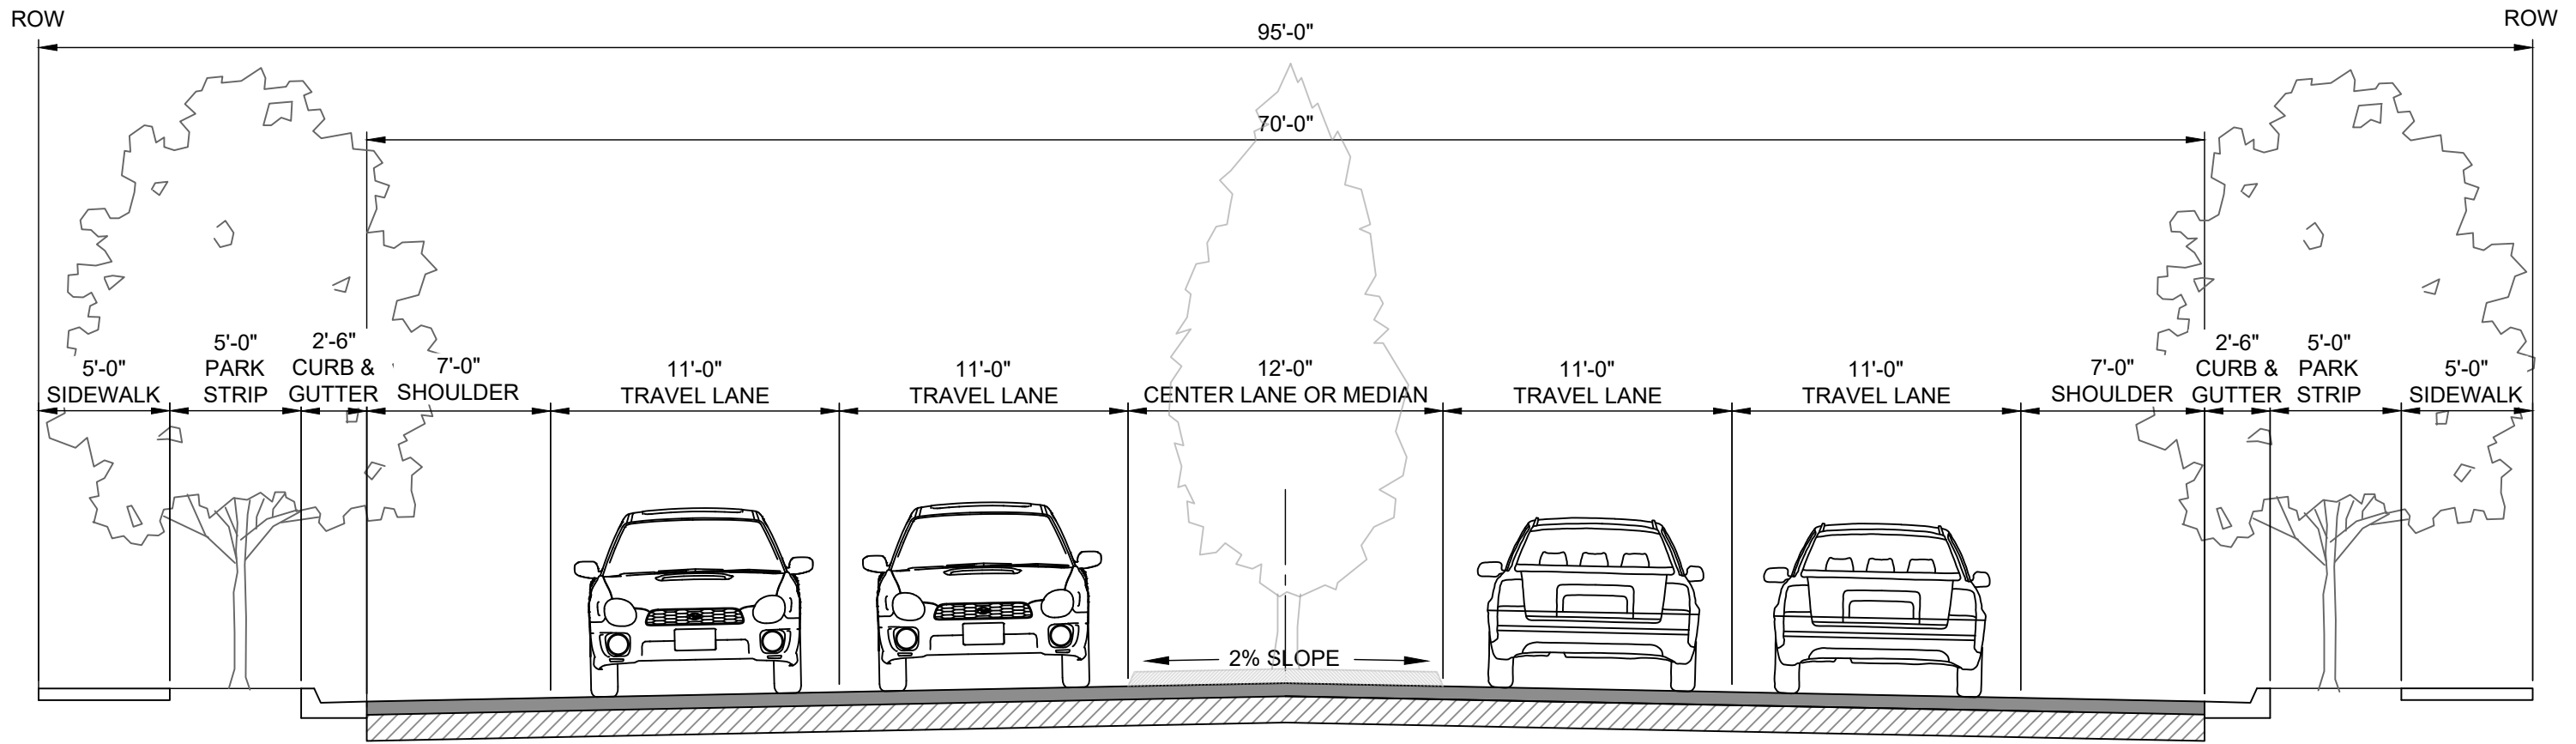 ROW
ROW
95'-0"
70'-0"
5'-0"
SIDEWALK
5'-0"
PARK
STRIP
2'-6"
CURB &
GUTTER
7'-0"
SHOULDER
11'-0"
TRAVEL LANE
11'-0"
TRAVEL LANE
12'-0"
CENTER LANE OR MEDIAN
11'-0"
TRAVEL LANE
11'-0"
TRAVEL LANE
7'-0"
SHOULDER
2'-6"
CURB &
GUTTER
5'-0"
PARK
STRIP
5'-0"
SIDEWALK
2% SLOPE